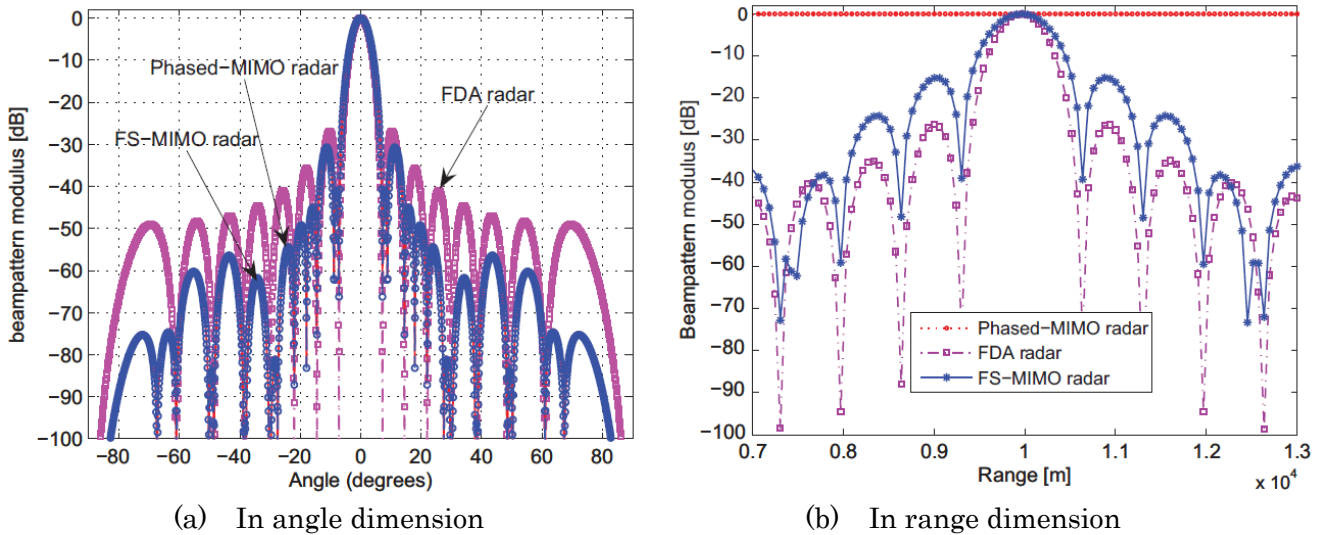 0
−10
−20
−30
−40
−50
−60
−70
−80
−90
−100
beampattern modulus [dB]
Phased−MIMO radar
FDA radar
FS−MIMO radar
−80 −60 −40 −20 0 20 40 60 80
Angle (degrees)
(a) In angle dimension
0
−10
−20
−30
−40
−50
−60
−70
−80
−90
−100
Beampattern modulus [dB]
Phased−MIMO radar
FDA radar
FS−MIMO radar
0.7 0.8 0.9 1.0 1.1 1.2 1.3
Range [m]
x 10⁴
(b) In range dimension